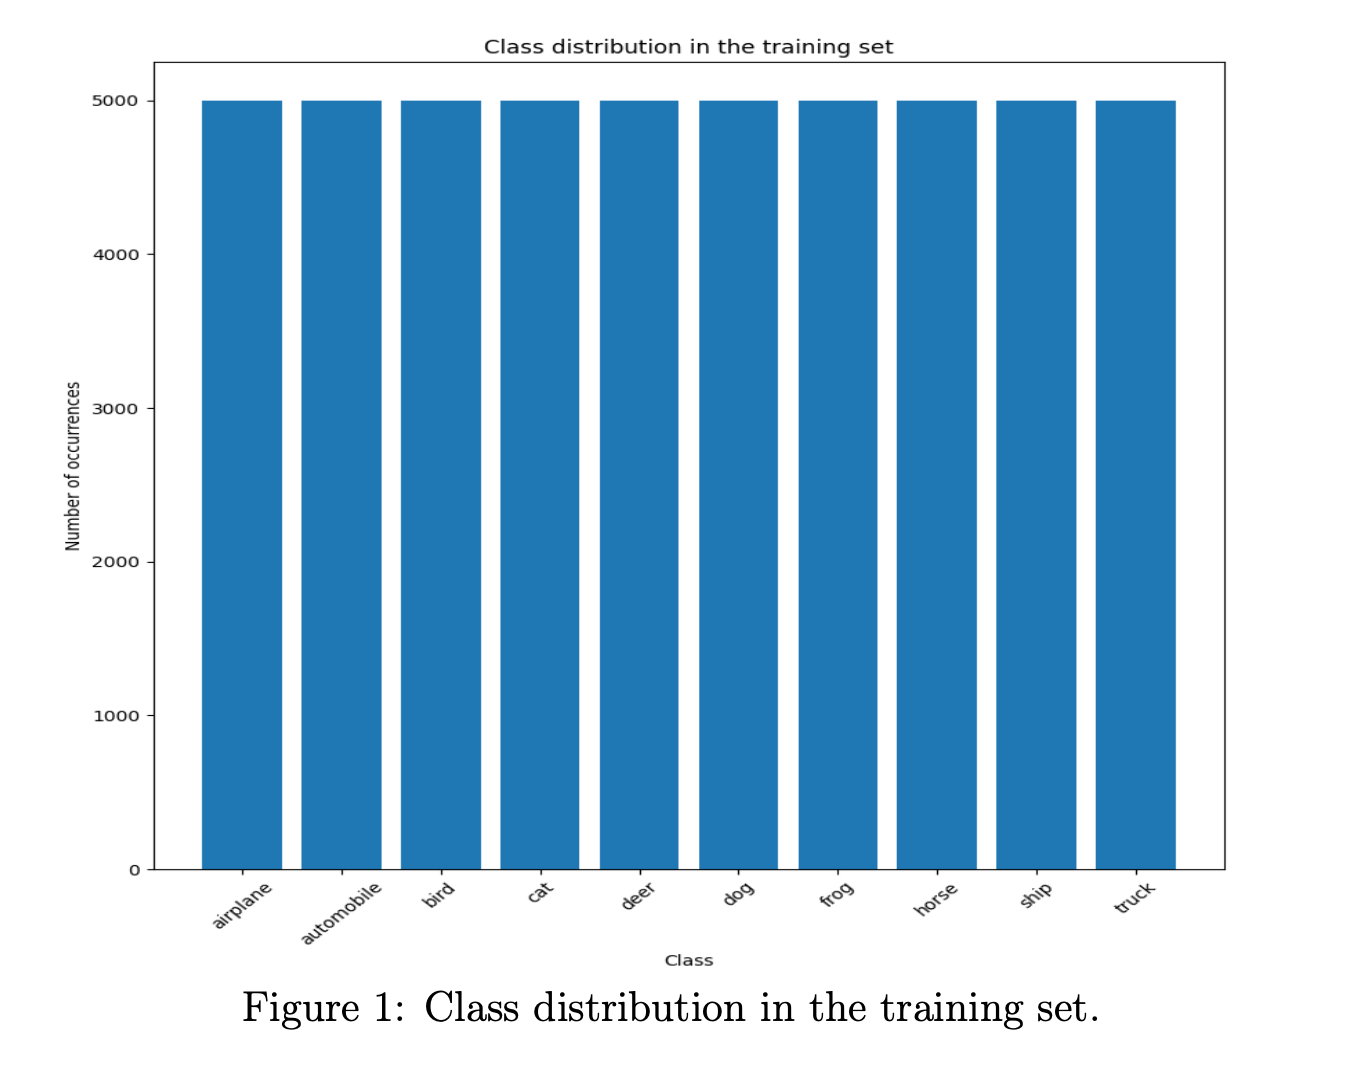 Class distribution in the training set
5000
4000
3000
2000
1000
0
Number of occurrences
airplane
automobile
bird
cat
deer
dog
frog
horse
ship
truck
Class
Figure 1: Class distribution in the training set.